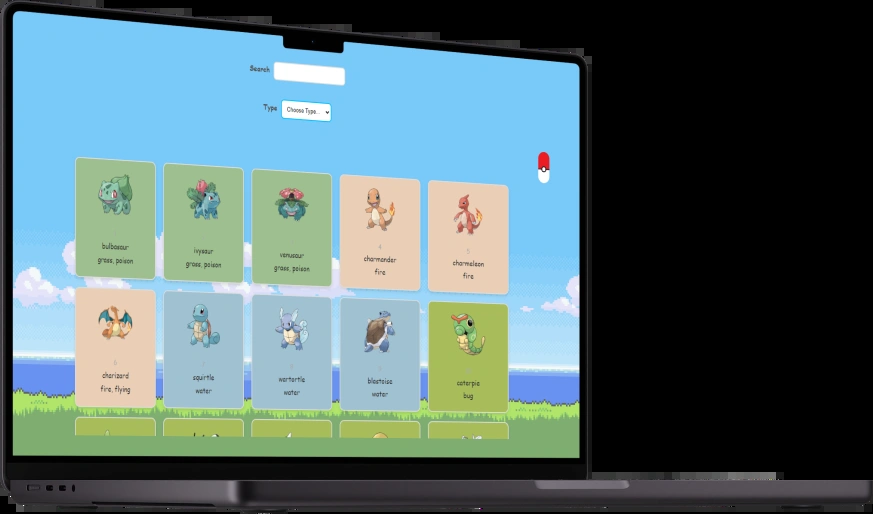 Search
Type
Choose Type...
bulbasaur
grass, poison
ivysaur
grass, poison
venusaur
grass, poison
4
charmander
fire
5
charmeleon
fire
6
charizard
fire, flying
squirtle
water
wartortle
water
blastoise
water
caterpie
bug